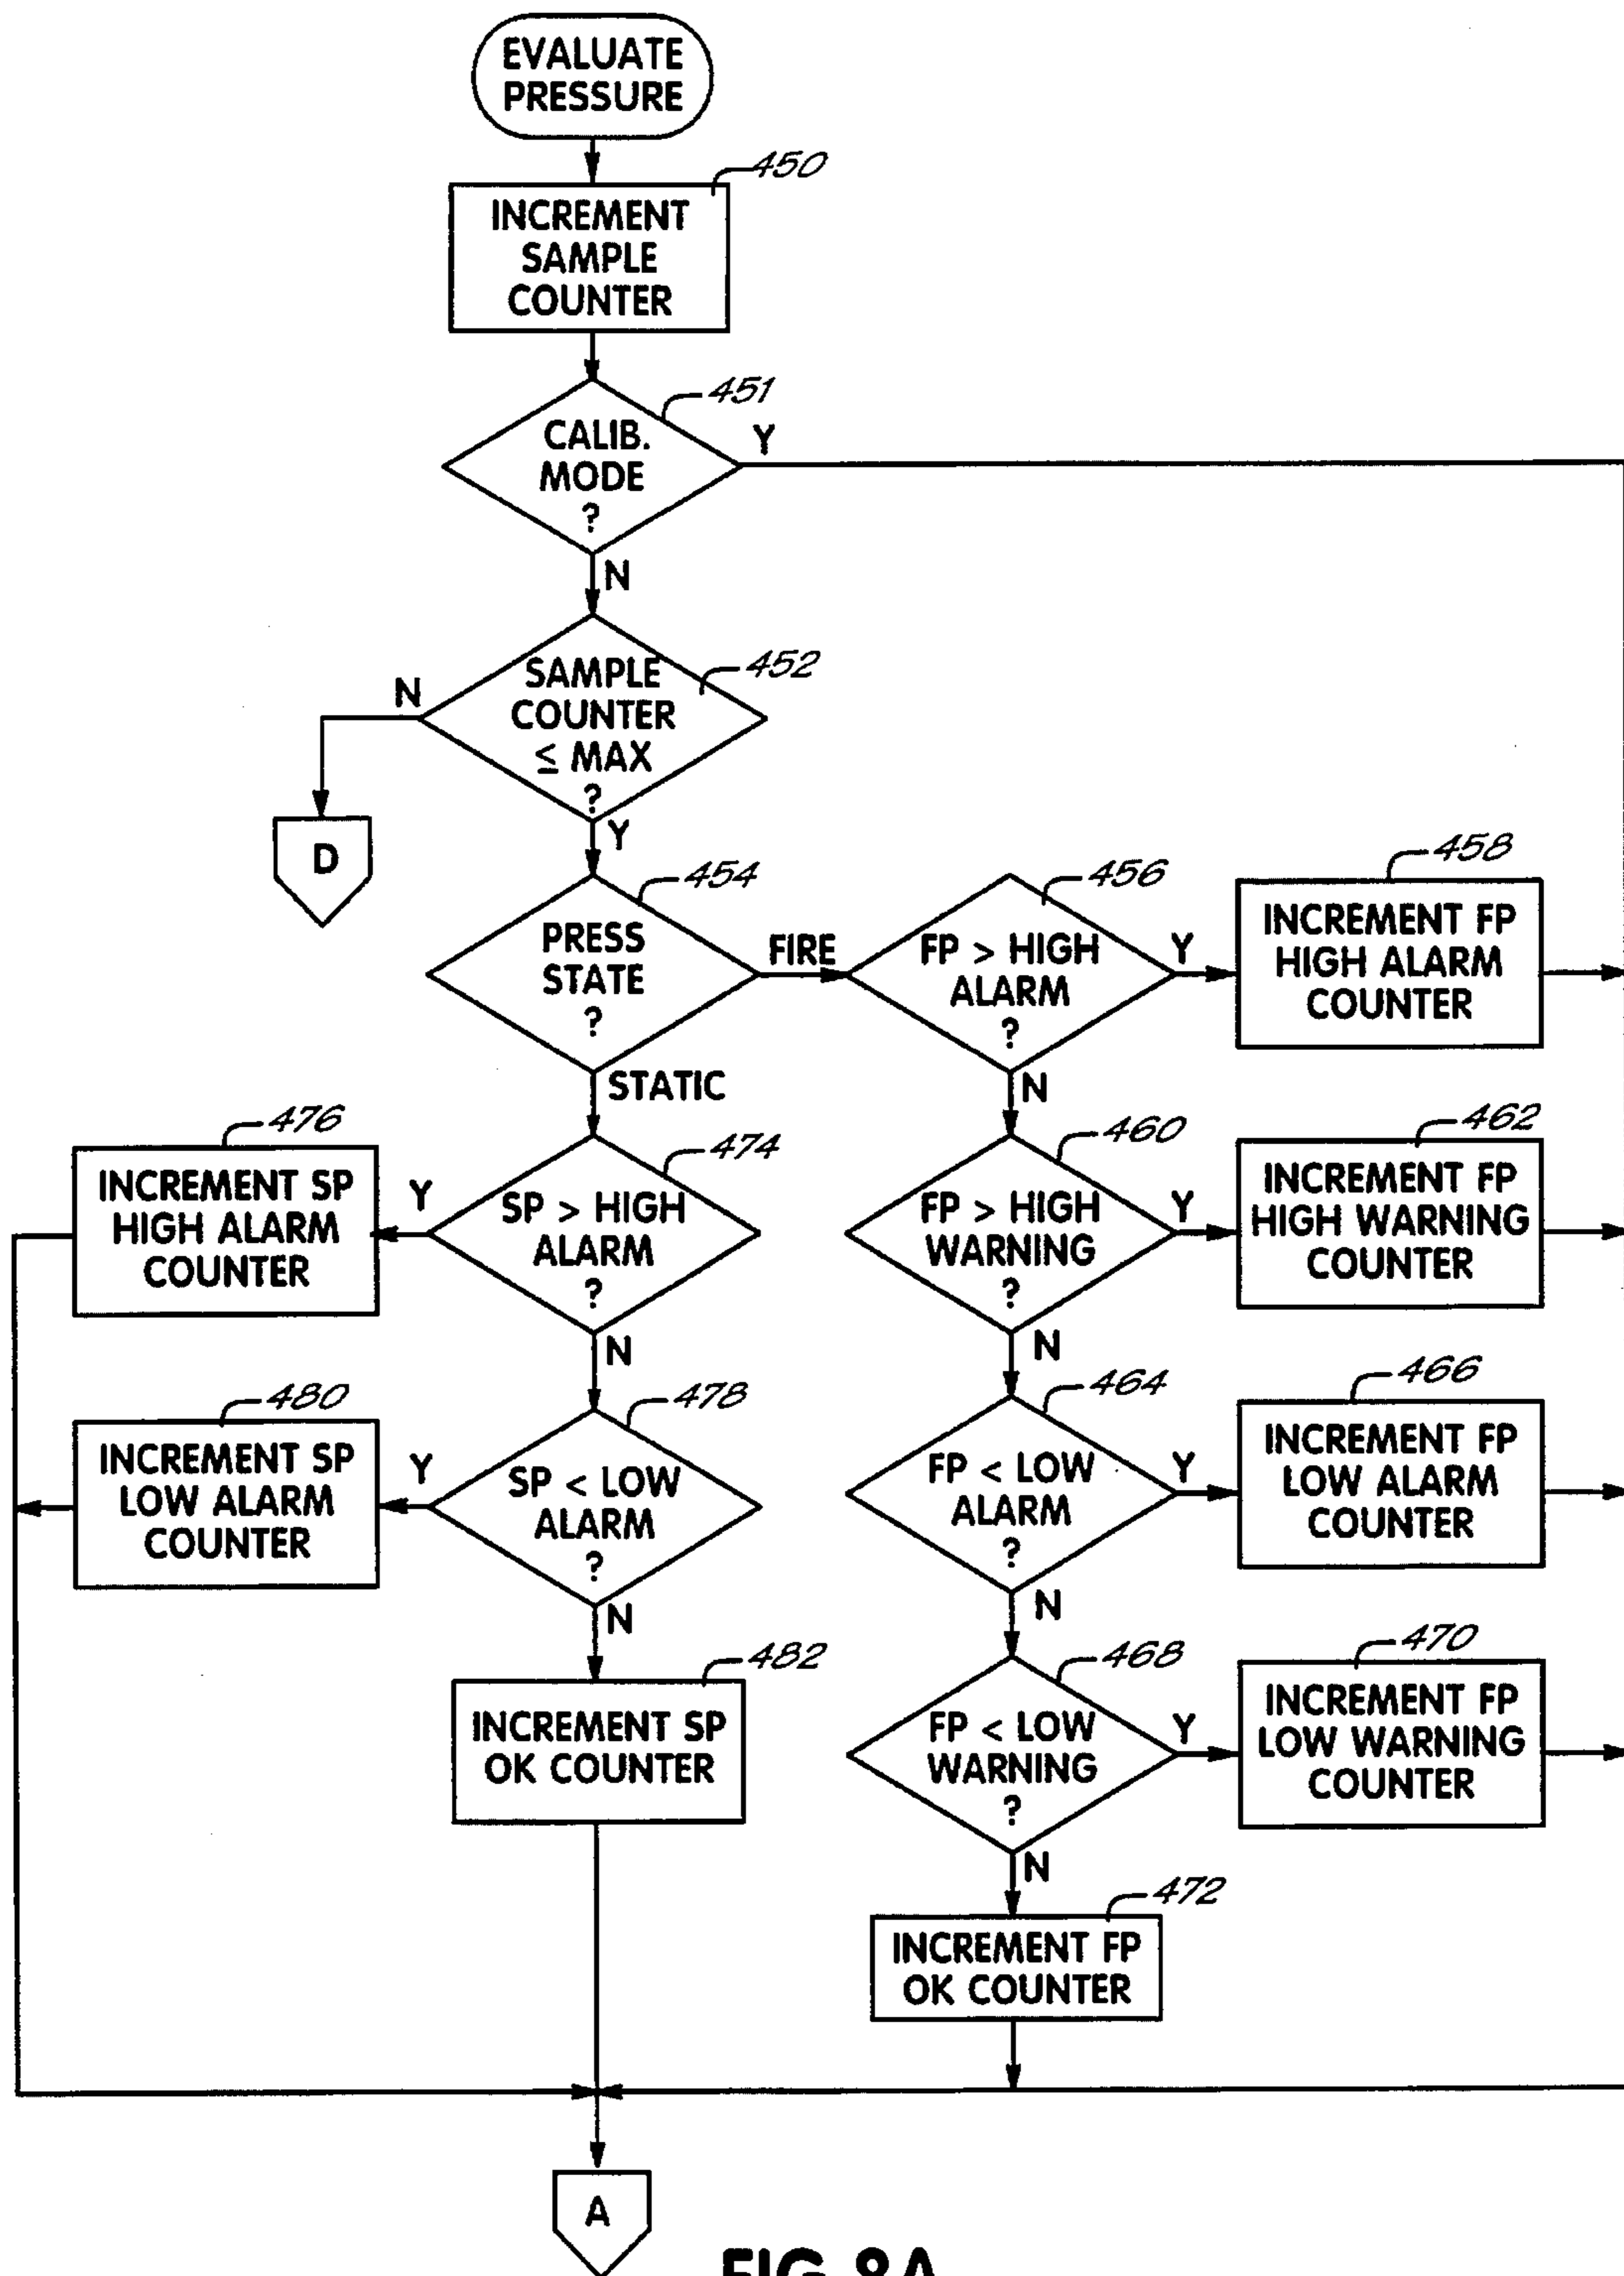 EVALUATE
PRESSURE
450
INCREMENT
SAMPLE
COUNTER
451
CALIB.
MODE
?
Y
N
452
SAMPLE
COUNTER
≤ MAX
?
N
Y
D
454
PRESS
STATE
?
FIRE
STATIC
456
FP > HIGH
ALARM
?
Y
N
458
INCREMENT FP
HIGH ALARM
COUNTER
476
INCREMENT SP
HIGH ALARM
COUNTER
474
SP > HIGH
ALARM
?
Y
N
460
FP > HIGH
WARNING
?
Y
N
462
INCREMENT FP
HIGH WARNING
COUNTER
480
INCREMENT SP
LOW ALARM
COUNTER
478
SP < LOW
ALARM
?
Y
N
464
FP < LOW
ALARM
?
Y
N
466
INCREMENT FP
LOW ALARM
COUNTER
482
INCREMENT SP
OK COUNTER
468
FP < LOW
WARNING
?
Y
N
470
INCREMENT FP
LOW WARNING
COUNTER
472
INCREMENT FP
OK COUNTER
A
FIG. 8A